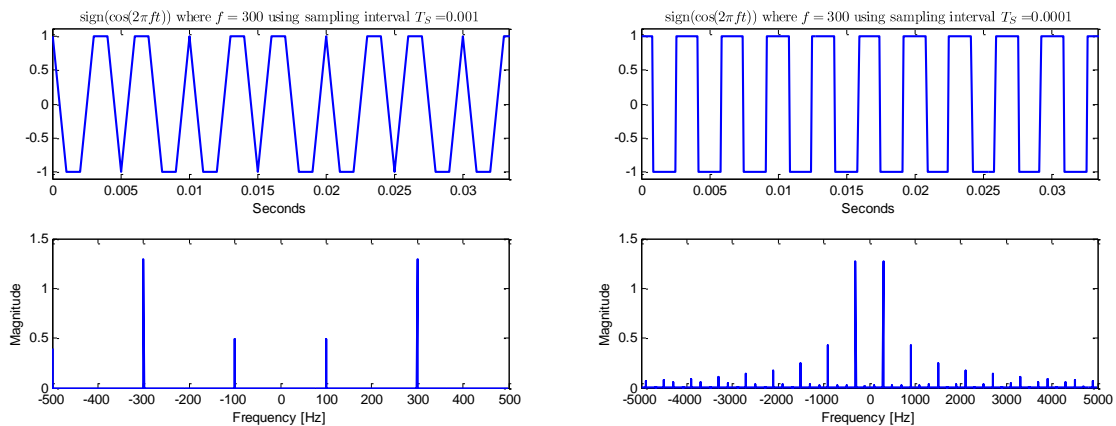 sign(cos(2πft)) where f = 300 using sampling interval T_S =0.001
1
0.5
0
-0.5
-1
0 0.005 0.01 0.015 0.02 0.025 0.03
Seconds
1.5
1
0.5
0
Magnitude
-500 -400 -300 -200 -100 0 100 200 300 400 500
Frequency [Hz]
sign(cos(2πft)) where f = 300 using sampling interval T_S =0.0001
1
0.5
0
-0.5
-1
0 0.005 0.01 0.015 0.02 0.025 0.03
Seconds
1.5
1
0.5
0
Magnitude
-5000 -4000 -3000 -2000 -1000 0 1000 2000 3000 4000 5000
Frequency [Hz]